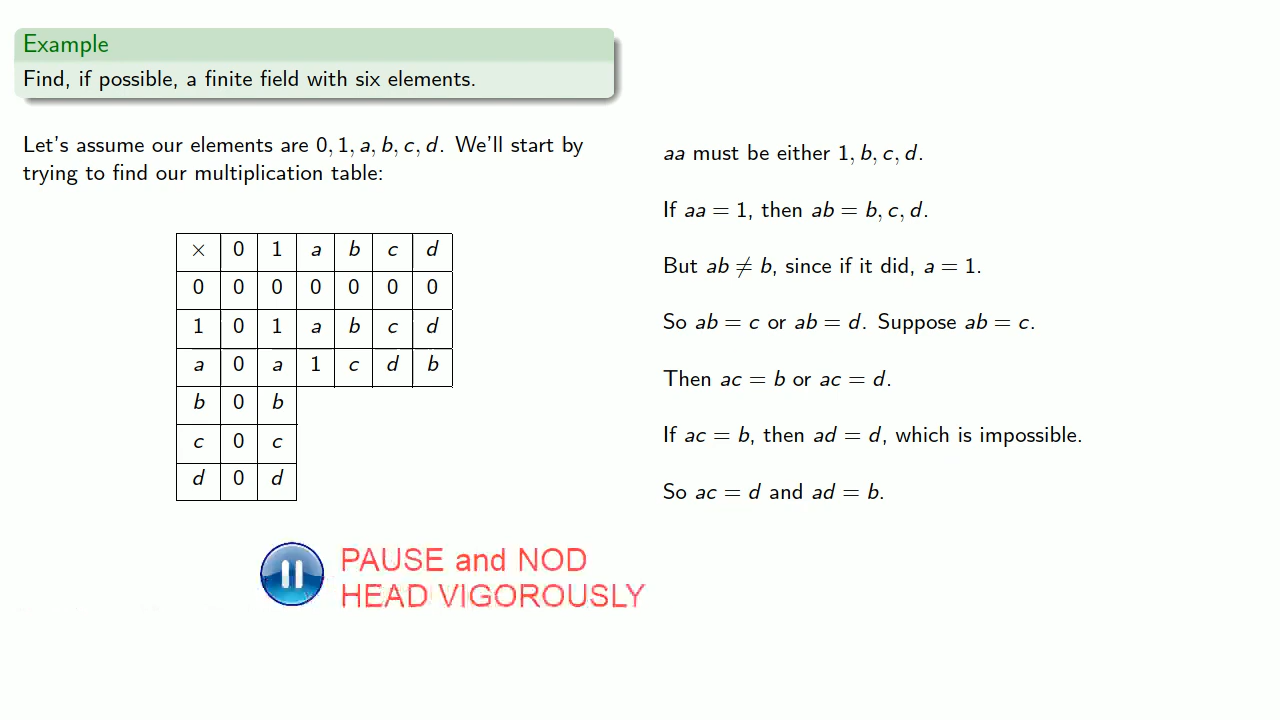 Example
Find, if possible, a finite field with six elements.
Let's assume our elements are 0, 1, a, b, c, d. We'll start by
trying to find our multiplication table:
× 0 1 a b c d
0 0 0 0 0 0 0
1 0 1 a b c d
a 0 a 1 c d b
b 0 b
c 0 c
d 0 d
aa must be either 1, b, c, d.
If aa = 1, then ab = b, c, d.
But ab ≠ b, since if it did, a = 1.
So ab = c or ab = d. Suppose ab = c.
Then ac = b or ac = d.
If ac = b, then ad = d, which is impossible.
So ac = d and ad = b.
PAUSE and NOD
HEAD VIGOROUSLY